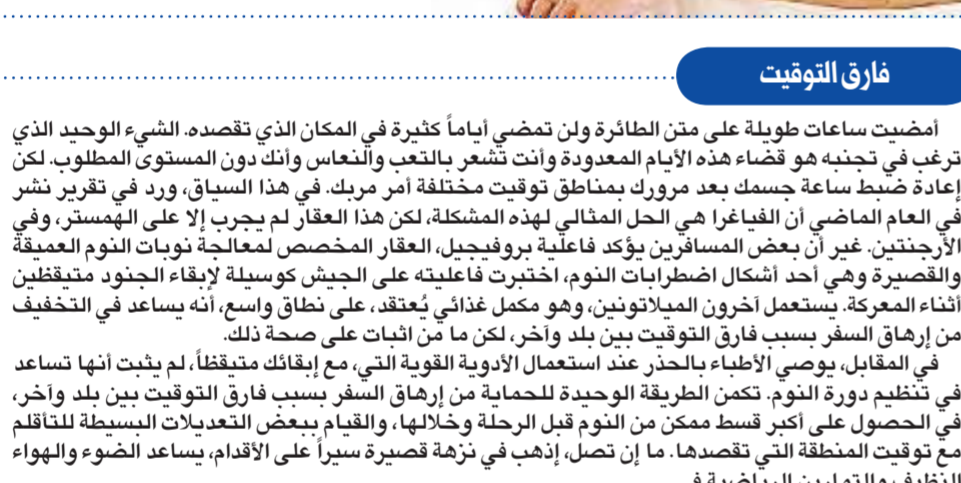 فارق التوقيت
أمضيت ساعات طويلة على متن الطائرة ولن تمضي أياماً كثيرة في المكان الذي تقصده. الشيء الوحيد الذي
ترغب في تجنبه هو قضاء هذه الأيام المعدودة وأنت تشعر بالتعب والنعاس وأنك دون المستوى المطلوب. لكن
إعادة ضبط ساعة جسمك بعد مرورك بمناطق توقيت مختلفة أمر مربك. في هذا السياق، ورد في تقرير نشر
في العام الماضي أن الفياغرا هي الحل المثالي لهذه المشكلة، لكن هذا العقار لم يجرب إلا على الهمستر، وفي
الأرجنتين. غير أن بعض المسافرين يؤكد فاعلية بروفيجيل، العقار المخصص لمعالجة نوبات النوم العميقة
والقصيرة وهي أحد أشكال اضطرابات النوم، اختبرت فاعليته على الجيش كوسيلة لإبقاء الجنود متيقظين
أثناء المعركة. يستعمل آخرون الميلاتونين، وهو مكمل غذائي يُعتقد، على نطاق واسع، أنه يساعد في التخفيف
من إرهاق السفر بسبب فارق التوقيت بين بلد وآخر، لكن ما من اثبات على صحة ذلك.
في المقابل، يوصي الأطباء بالحذر عند استعمال الأدوية القوية التي، مع إبقائك متيقظاً، لم يثبت أنها تساعد
في تنظيم دورة النوم. تكمن الطريقة الوحيدة للحماية من إرهاق السفر بسبب فارق التوقيت بين بلد وآخر،
في الحصول على أكبر قسط ممكن من النوم قبل الرحلة وخلالها، والقيام ببعض التعديلات البسيطة للتأقلم
مع توقيت المنطقة التي تقصدها. ما إن تصل، إذهب في نزهة قصيرة سيراً على الأقدام، يساعد الضوء والهواء
النظيف والتمارين الرياضية في